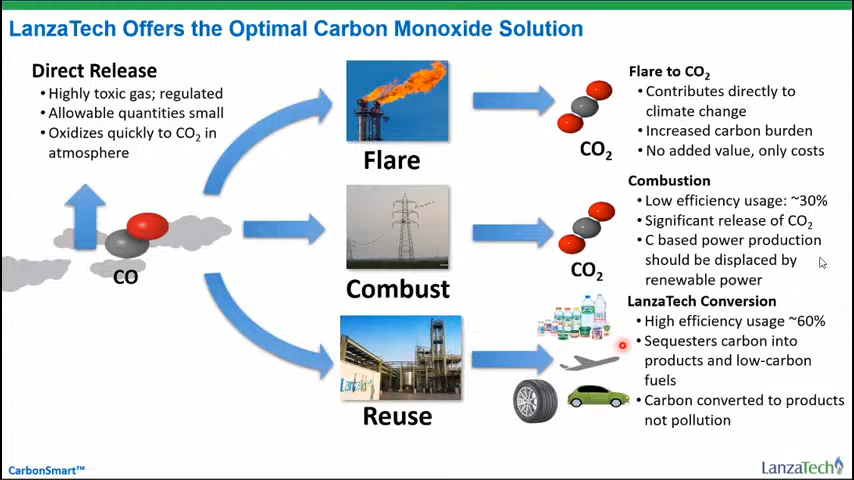 LanzaTech Offers the Optimal Carbon Monoxide Solution
Direct Release
• Highly toxic gas; regulated
• Allowable quantities small
• Oxidizes quickly to CO₂ in
atmosphere
CO
Flare
Combust
LanzaTech
Reuse
CO₂
CO₂
Flare to CO₂
• Contributes directly to
climate change
• Increased carbon burden
• No added value, only costs
Combustion
• Low efficiency usage: ~30%
• Significant release of CO₂
• C based power production
should be displaced by
renewable power
LanzaTech Conversion
• High efficiency usage ~60%
• Sequesters carbon into
products and low-carbon
fuels
• Carbon converted to products
not pollution
CarbonSmart™
LanzaTech